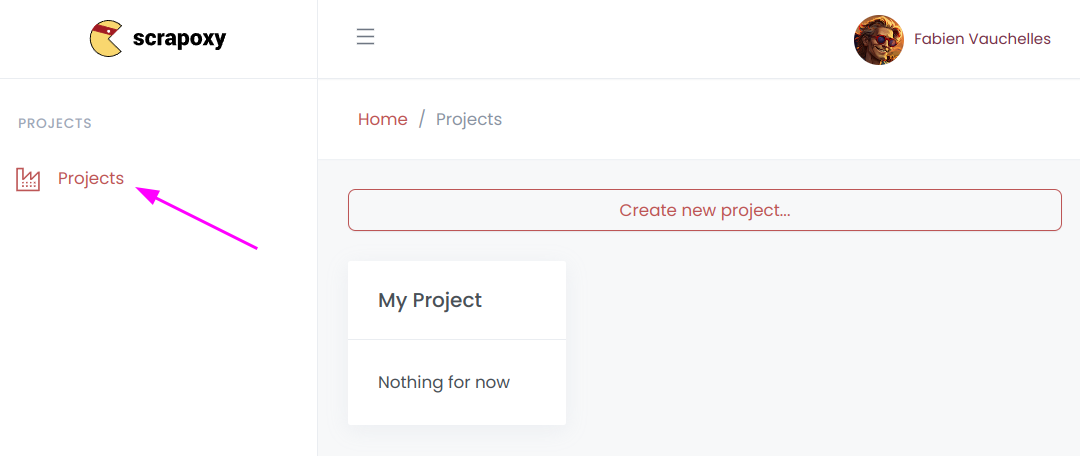 scrapoxy
Fabien Vauchelles
PROJECTS
Projects
Home / Projects
Create new project...
My Project
Nothing for now